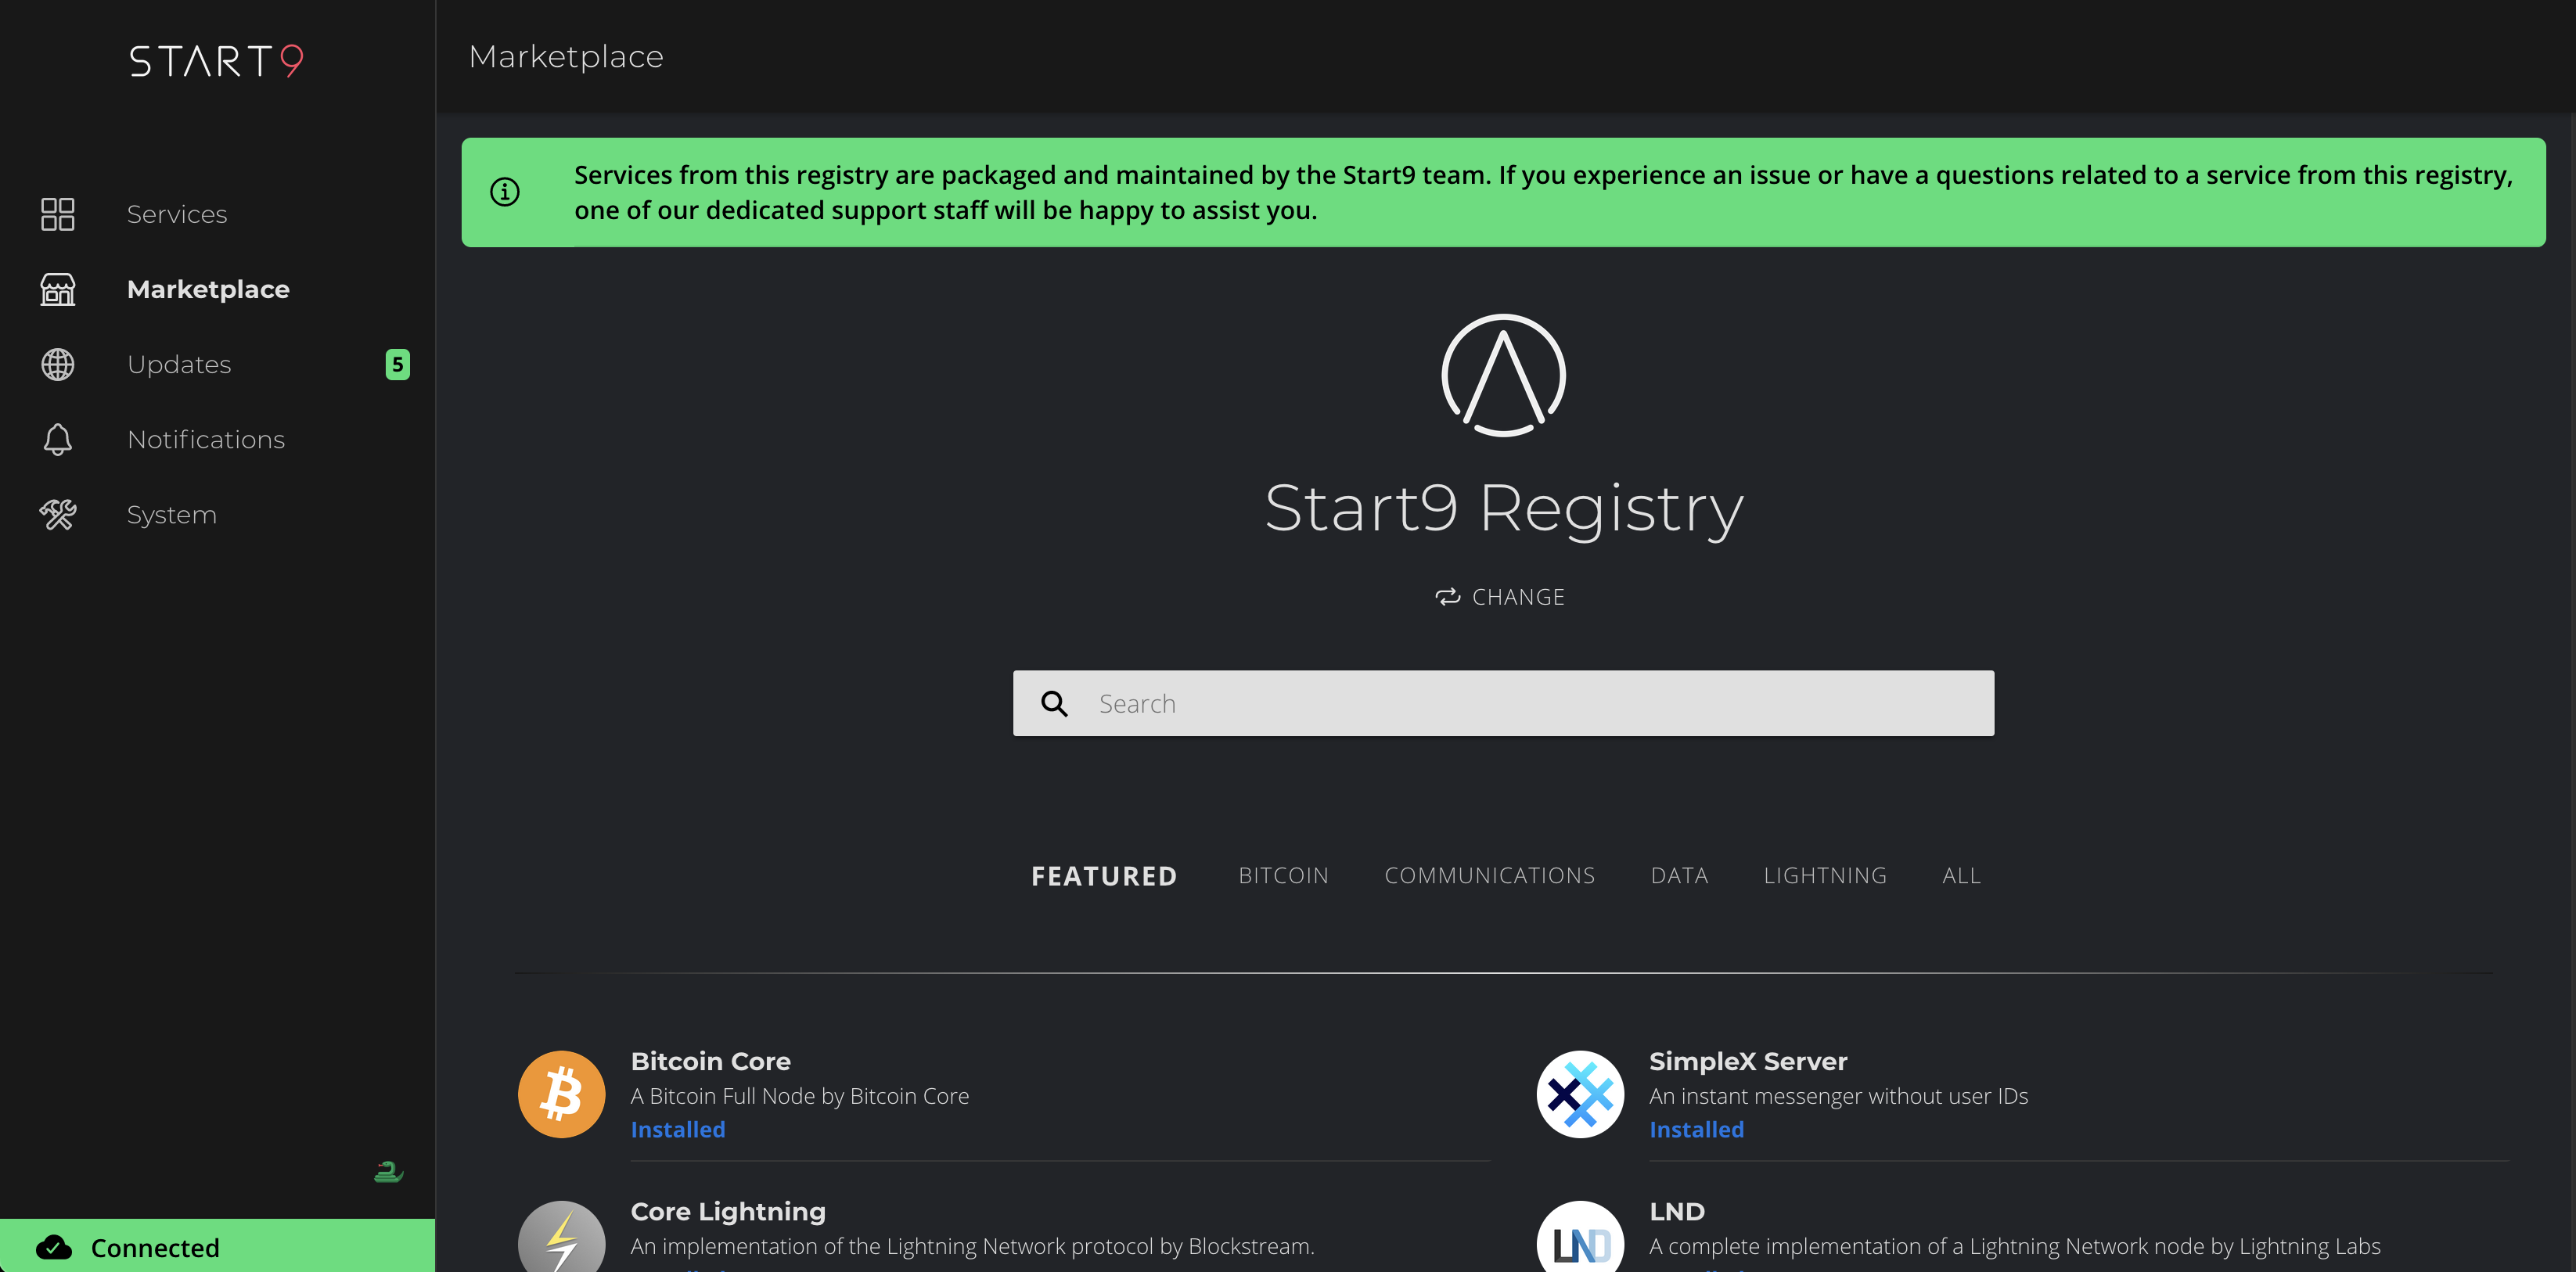 START9
Marketplace
Services
Marketplace
Updates 5
Notifications
System
Connected
Services from this registry are packaged and maintained by the Start9 team. If you experience an issue or have a questions related to a service from this registry,
one of our dedicated support staff will be happy to assist you.
Start9 Registry
CHANGE
Search
FEATURED BITCOIN COMMUNICATIONS DATA LIGHTNING ALL
Bitcoin Core
A Bitcoin Full Node by Bitcoin Core
Installed
SimpleX Server
An instant messenger without user IDs
Installed
Core Lightning
An implementation of the Lightning Network protocol by Blockstream.
LND
LND
A complete implementation of a Lightning Network node by Lightning Labs